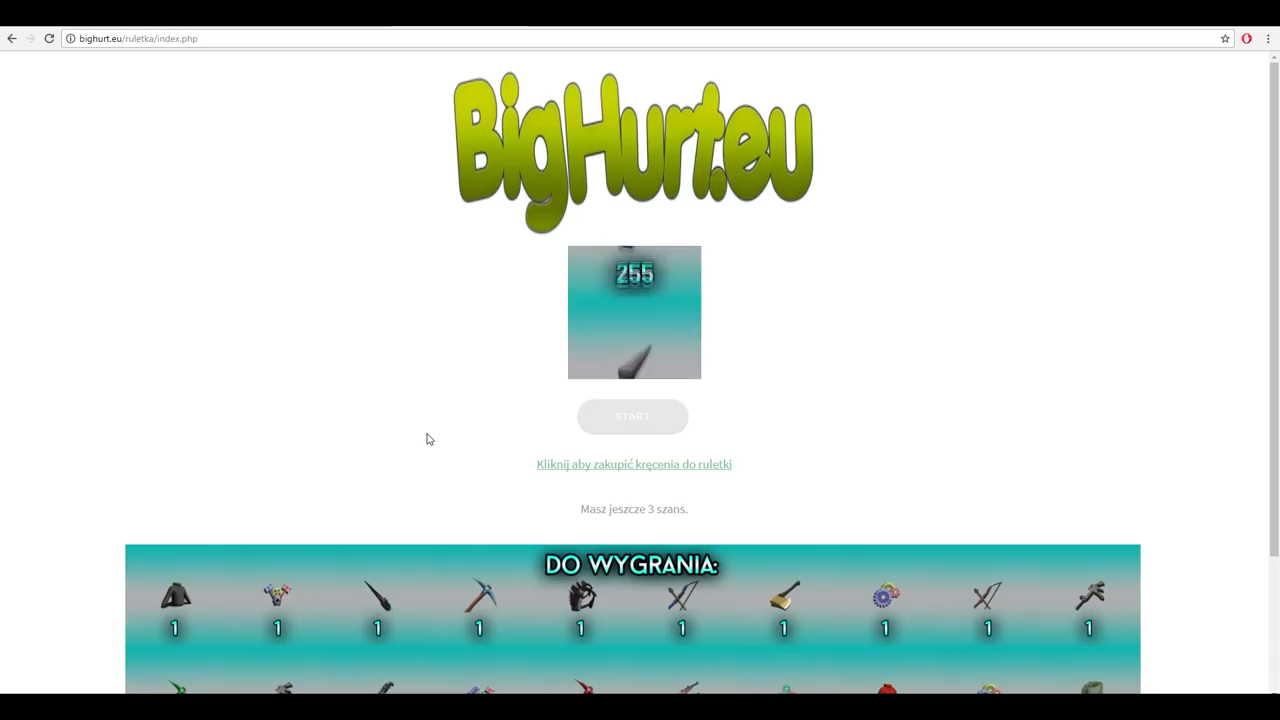 bighurt.eu/ruletka/index.php
BigHurt.eu
255
START
Kliknij aby zakupić kręcenia do ruletki
Masz jeszcze 3 szans.
DO WYGRANIA:
1 1 1 1 1 1 1 1 1 1